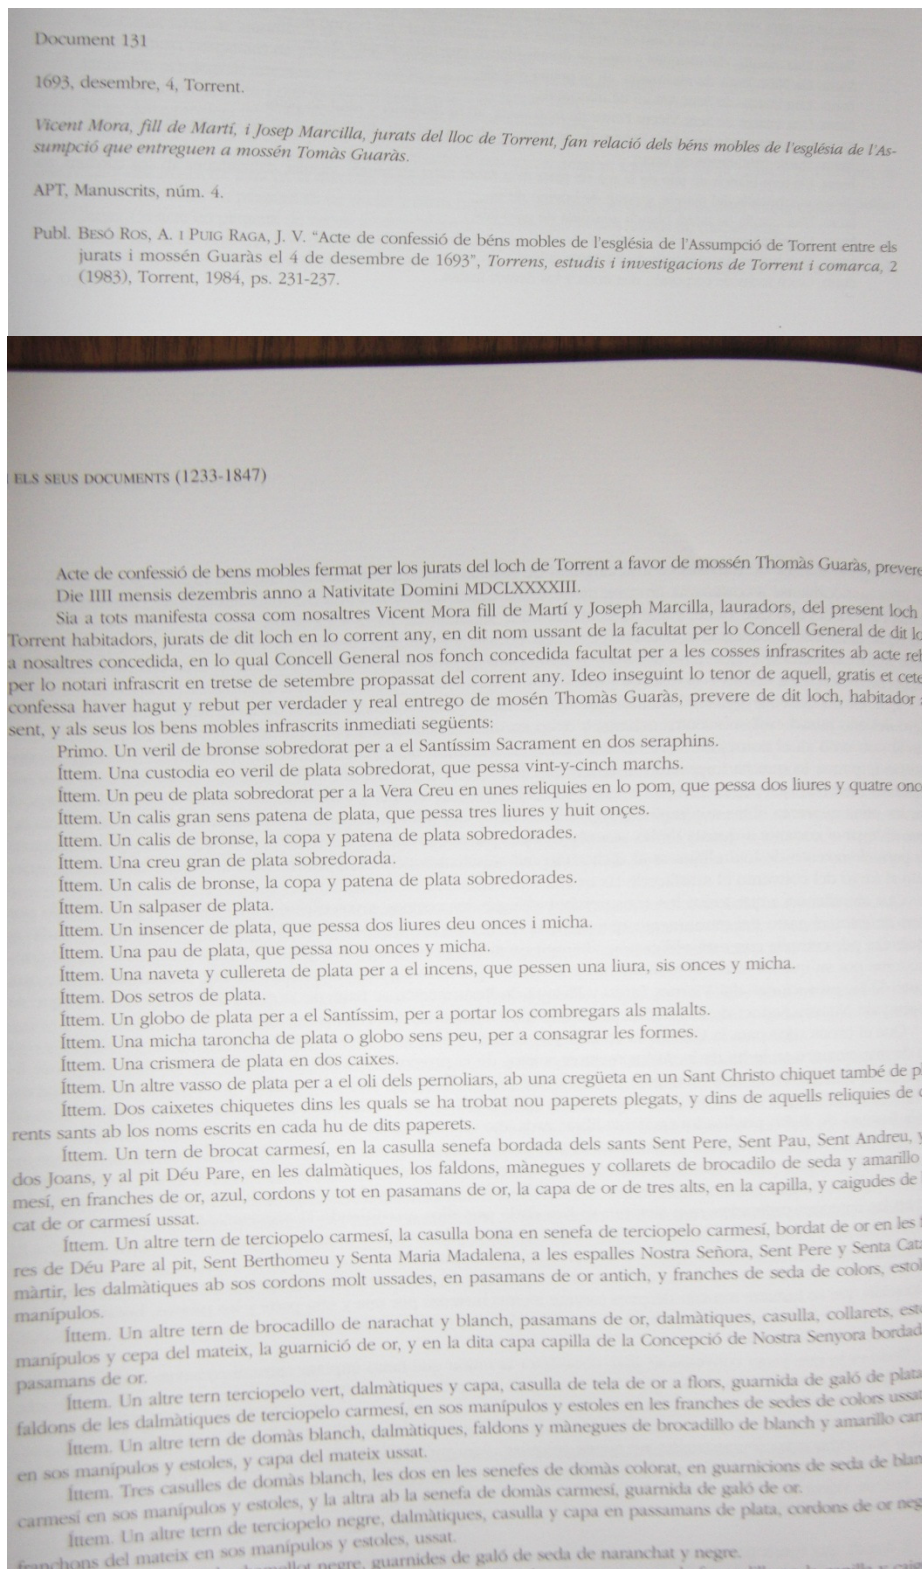 Document 131
1693, desembre, 4, Torrent.
Vicent Mora, fill de Martí, i Josep Marcilla, jurats del lloc de Torrent, fan relació dels béns mobles de l'església de l'As-
sumpció que entreguen a mossén Tomàs Guaràs.
APT, Manuscrits, núm. 4.
Publ. BESÓ ROS, A. I PUIG RAGA, J. V. "Acte de confessió de béns mobles de l'església de l'Assumpció de Torrent entre els
jurats i mossén Guaràs el 4 de desembre de 1693", Torrens, estudis i investigacions de Torrent i comarca, 2
(1983), Torrent, 1984, ps. 231-237.
ELS SEUS DOCUMENTS (1233-1847)
Acte de confessió de bens mobles fermat per los jurats del loch de Torrent a favor de mossén Thomàs Guaràs, prevere
Die IIII mensis dezembris anno a Nativitate Domini MDCLXXXXIII.
Sia a tots manifesta cossa com nosaltres Vicent Mora fill de Martí y Joseph Marcilla, lauradors, del present loch
Torrent habitadors, jurats de dit loch en lo corrent any, en dit nom ussant de la facultat per lo Concell General de dit
a nosaltres concedida, en lo qual Concell General nos fonch concedida facultat per a les cosses infrascrites ab acte
per lo notari infrascrit en tretse de setembre propassat del corrent any. Ideo inseguint lo tenor de aquell, gratis et
confessa haver hagut y rebut per verdader y real entrego de mosén Thomàs Guaràs, prevere de dit loch, habitador
sent, y als seus los bens mobles infrascrits inmediati següents:
Primo. Un veril de bronse sobredorat per a el Santíssim Sacrament en dos seraphins.
Íttem. Una custodia eo veril de plata sobredorat, que pessa vint-y-cinch marchs.
Íttem. Un peu de plata sobredorat per a la Vera Creu en unes reliquies en lo pom, que pessa dos liures y quatre
Íttem. Un calis gran sens patena de plata, que pessa tres liures y huit onçes.
Íttem. Un calis de bronse, la copa y patena de plata sobredorades.
Íttem. Una creu gran de plata sobredorada.
Íttem. Un calis de bronse, la copa y patena de plata sobredorades.
Íttem. Un salpaser de plata.
Íttem. Un insencer de plata, que pessa dos liures deu onces i micha.
Íttem. Una pau de plata, que pessa nou onces y micha.
Íttem. Una naveta y cullereta de plata per a el incens, que pessen una liura, sis onces y micha.
Íttem. Dos setros de plata.
Íttem. Un globo de plata per a el Santíssim, per a portar los combregars als malalts.
Íttem. Una micha taroncha de plata o globo sens peu, per a consagrar les formes.
Íttem. Una crismera de plata en dos caixes.
Íttem. Un altre vasso de plata per a el oli dels pernoliars, ab una cregüeta en un Sant Christo chiquet també de
Íttem. Dos caixetes chiquetes dins les quals se ha trobat nou paperets plegats, y dins de aquells reliquies de
rents sants ab los noms escrits en cada hu de dits paperets.
Íttem. Un tern de brocat carmesí, en la casulla senefa bordada dels sants Sent Pere, Sent Pau, Sent Andreu, y
dos Joans, y al pit Déu Pare, en les dalmàtiques, los faldons, mànegues y collarets de brocadilo de seda y amarillo
mesí, en franches de or, azul, cordons y tot en pasamans de or, la capa de or de tres alts, en la capilla, y caigudes de
cat de or carmesí ussat.
Íttem. Un altre tern de terciopelo carmesí, la casulla bona en senefa de terciopelo carmesí, bordat de or en les
res de Déu Pare al pit, Sent Berthomeu y Senta Maria Madalena, a les espalles Nostra Señora, Sent Pere y Senta
màrtir, les dalmàtiques ab sos cordons molt ussades, en pasamans de or antich, y franches de seda de colors,
manípulos.
Íttem. Un altre tern de brocadillo de narachat y blanch, pasamans de or, dalmàtiques, casulla, collarets,
manípulos y cepa del mateix, la guarnició de or, y en la dita capa capilla de la Concepció de Nostra Senyora
pasamans de or.
Íttem. Un altre tern terciopelo vert, dalmàtiques y capa, casulla de tela de or a flors, guarnida de galó de plata
faldons de les dalmàtiques de terciopelo carmesí, en sos manípulos y estoles en les franches de sedes de colors
Íttem. Un altre tern de domàs blanch, dalmàtiques, faldons y mànegues de brocadillo de blanch y amarillo
en sos manípulos y estoles, y capa del mateix ussat.
Íttem. Tres casulles de domàs blanch, les dos en les senefes de domàs colorat, en guarnicions de seda de
carmesí en sos manípulos y estoles, y la altra ab la senefa de domàs carmesí, guarnida de galó de or.
Íttem. Un altre tern de terciopelo negre, dalmàtiques, casulla y capa en passamans de plata, cordons de or
franchons del mateix en sos manípulos y estoles, ussat.
negre, guarnides de galó de seda de naranchat y negre.